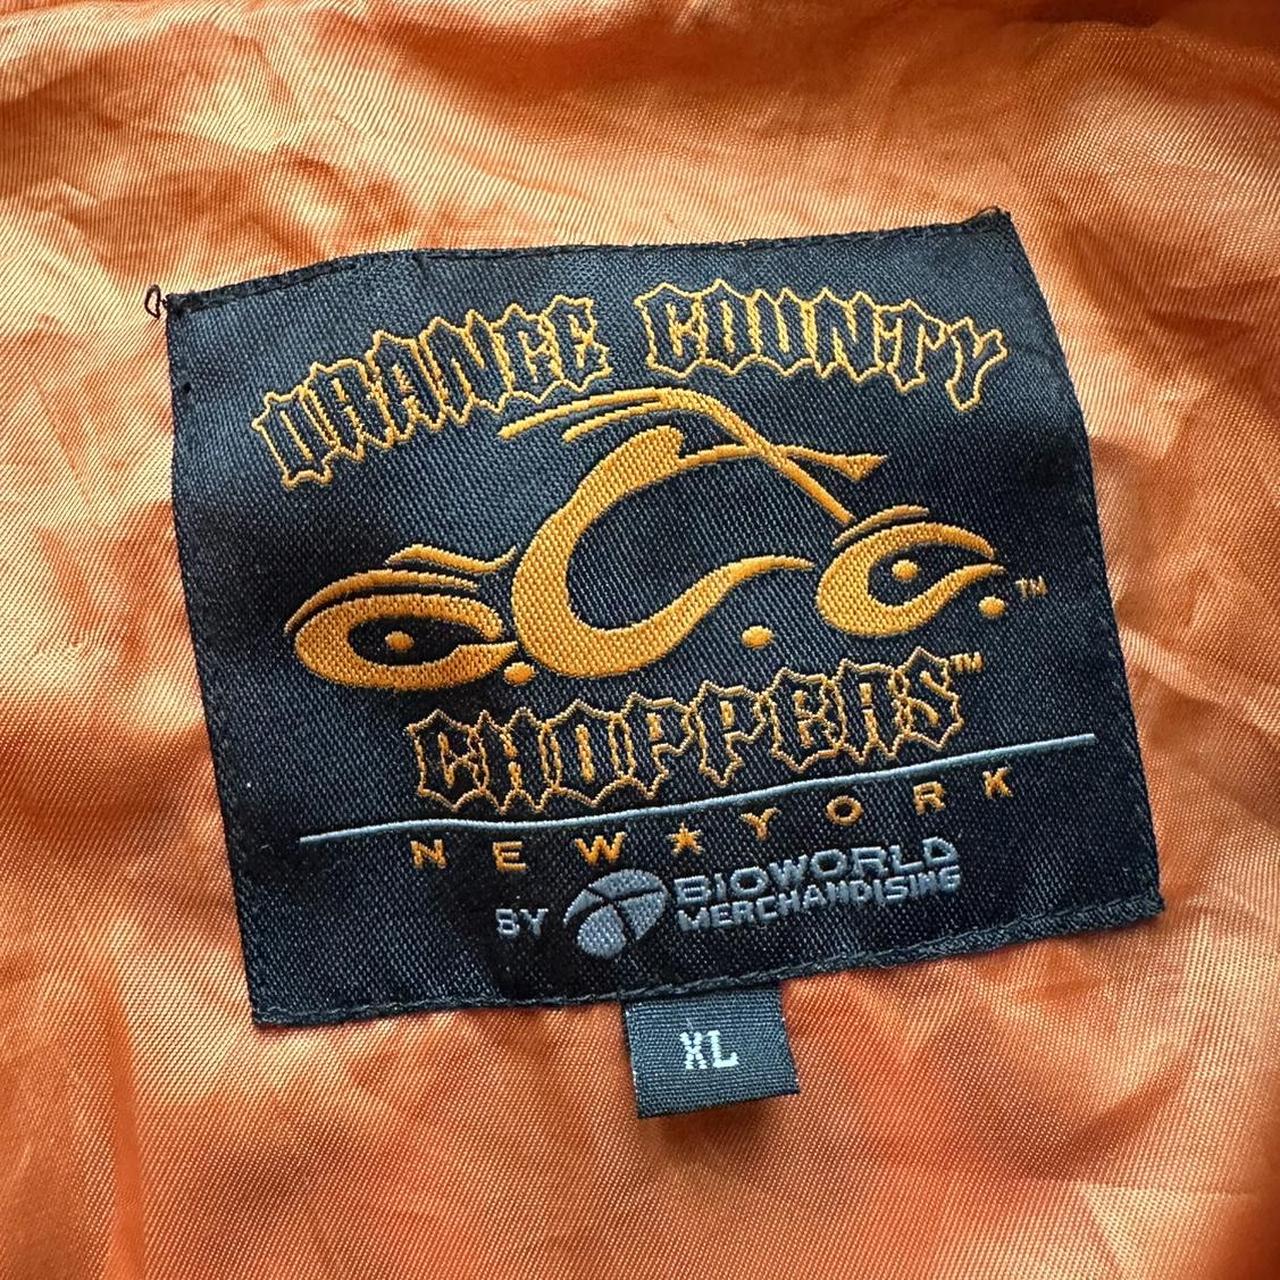 ORANGE COUNTY
TM
CHOPPERS™
NEW★YORK
BY BIOWORLD
MERCHANDISING
XL